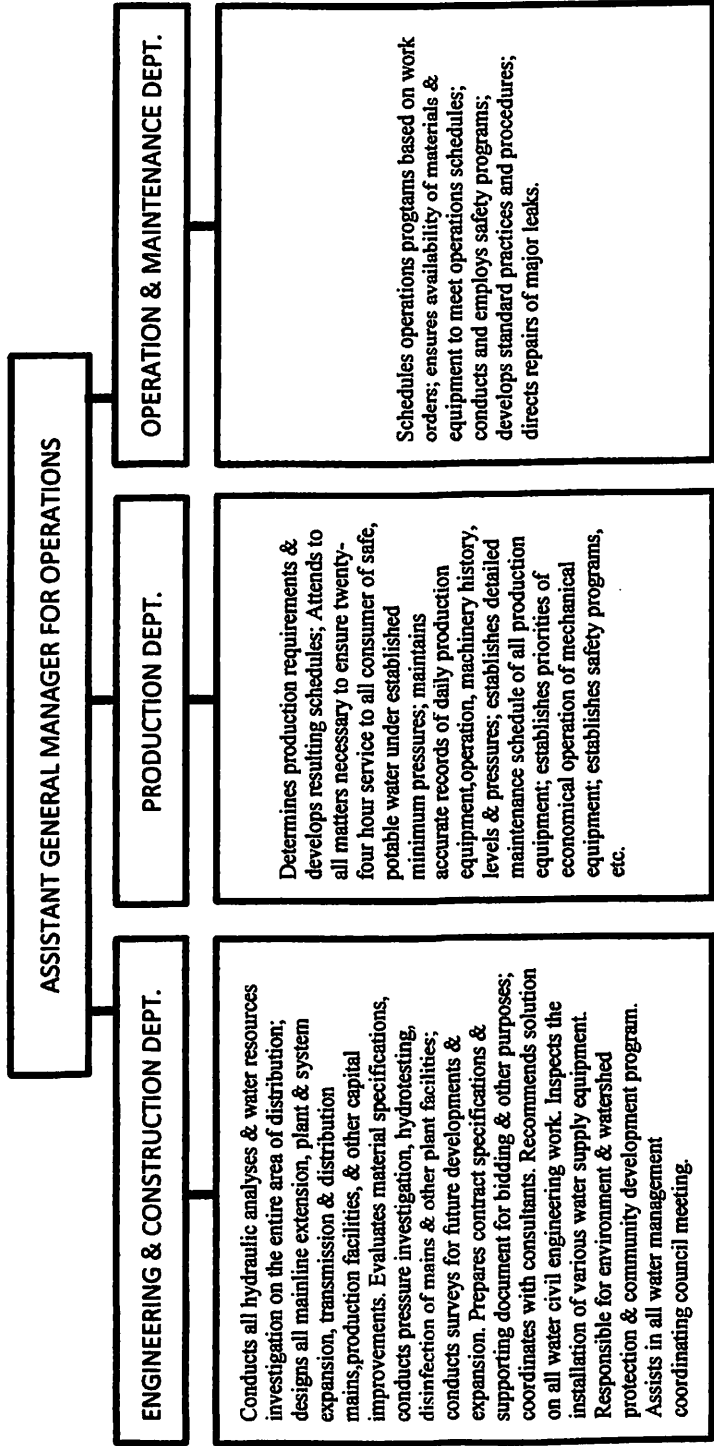 ASSISTANT GENERAL MANAGER FOR OPERATIONS
ENGINEERING & CONSTRUCTION DEPT.
Conducts all hydraulic analyses & water resources
investigation on the entire area of distribution;
designs all mainline extension, plant & system
expansion, transmission & distribution
mains,production facilities, & other capital
improvements. Evaluates material specifications,
conducts pressure investigation, hydrotesting,
disinfection of mains & other plant facilities;
conducts surveys for future developments &
expansion. Prepares contract specifications &
supporting document for bidding & other purposes;
coordinates with consultants. Recommends solution
on all water civil engineering work. Inspects the
installation of various water supply equipment.
Responsible for environment & watershed
protection & community development program.
Assists in all water management
coordinating council meeting.
PRODUCTION DEPT.
Determines production requirements &
develops resulting schedules; Attends to
all matters necessary to ensure twenty-
four hour service to all consumer of safe,
potable water under established
minimum pressures; maintains
accurate records of daily production
equipment,operation, machinery history,
levels & pressures; establishes detailed
maintenance schedule of all production
equipment; establishes priorities of
economical operation of mechanical
equipment; establishes safety programs,
etc.
OPERATION & MAINTENANCE DEPT.
Schedules operations progtams based on work
orders; ensures availability of materials &
equipment to meet operations schedules;
conducts and employs safety programs;
develops standard practices and procedures;
directs repairs of major leaks.